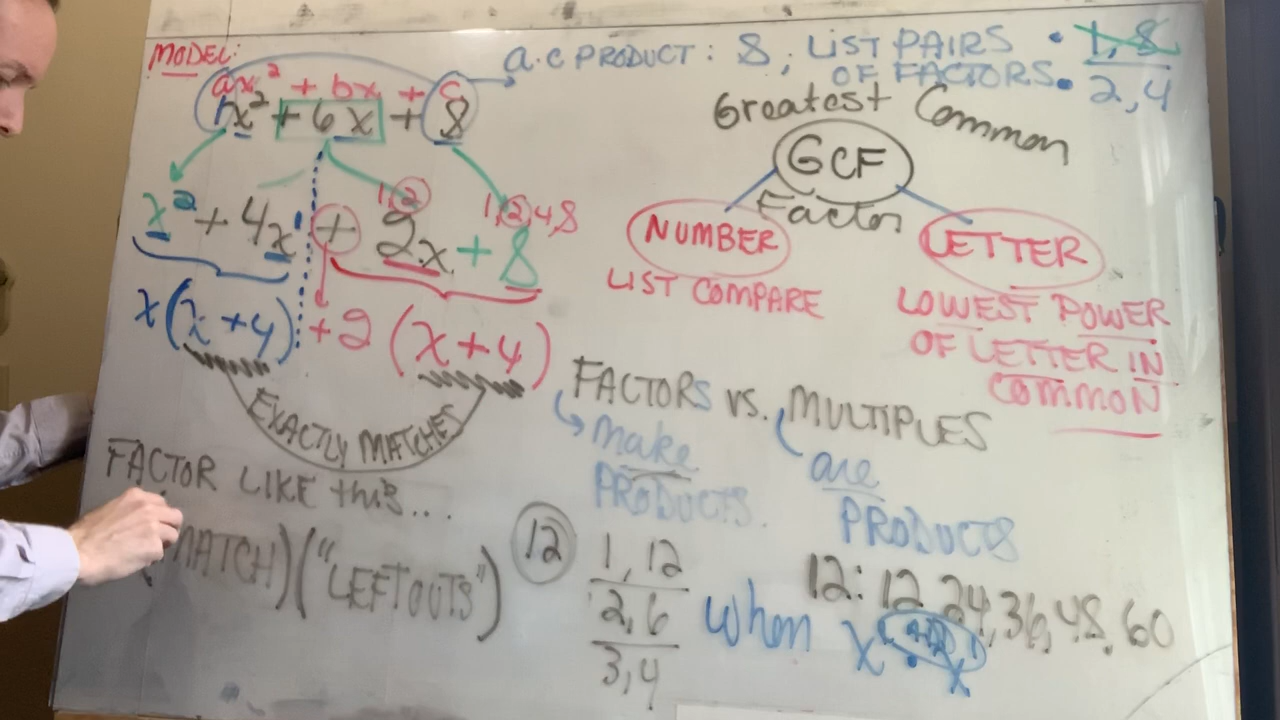 MODEL:
ax² + bx + c
x² + 6x + 8
a.c PRODUCT: 8; LIST PAIRS • 1, 8
OF FACTORS • 2, 4
Greatest Common
GCF
Factor
NUMBER
LETTER
LIST COMPARE
LOWEST POWER
OF LETTER IN
COMMON
1, 2
1, 2, 4, 8
x² + 4x + 2x + 8
x(x+4) + 2(x+4)
EXACTLY MATCHES
FACTORS vs. MULTIPLES
make
PRODUCTS.
are
PRODUCTS
FACTOR LIKE this...
MATCH)("LEFTOUTS")
12
1, 12
2, 6
3, 4
12: 12, 24, 36, 48, 60
when
x
ADD
x